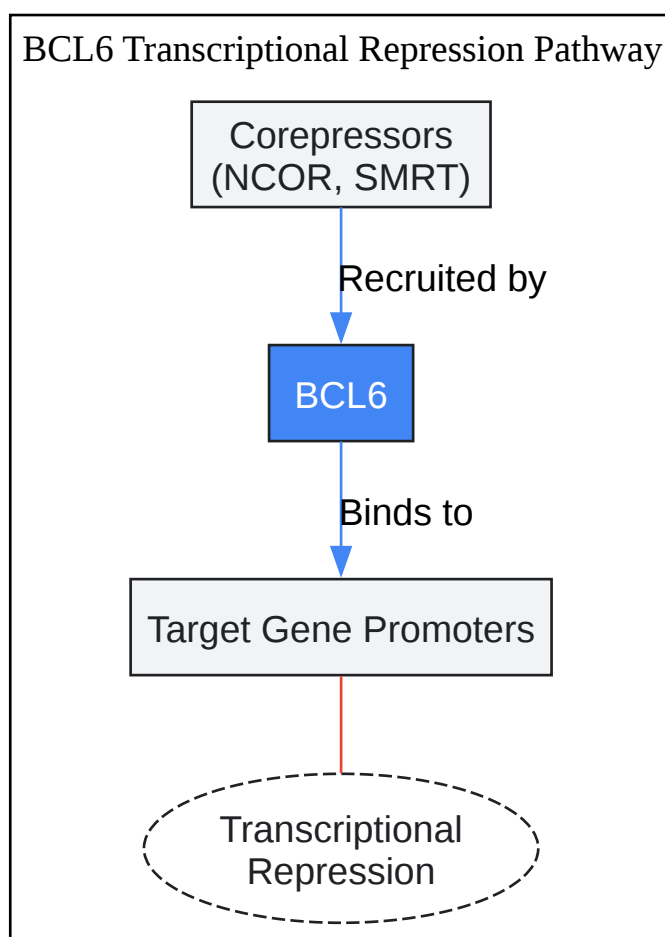 BCL6 Transcriptional Repression Pathway
Corepressors
(NCOR, SMRT)
Recruited by
BCL6
Binds to
Target Gene Promoters
Transcriptional
Repression